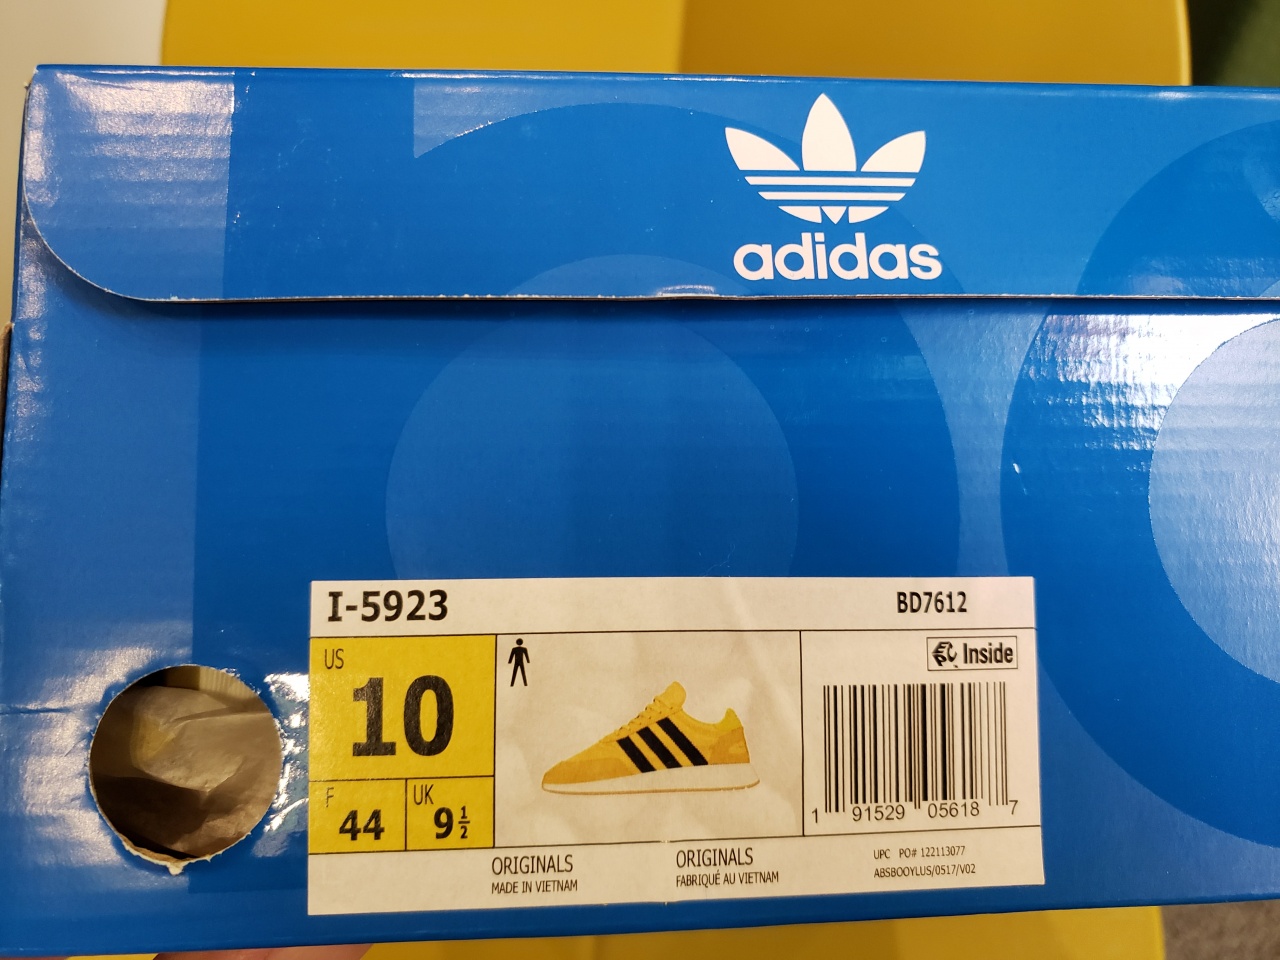 adidas
I-5923
BD7612
US
10
F
44
UK
9½
Inside
1 91529 05618 7
ORIGINALS
MADE IN VIETNAM
ORIGINALS
FABRIQUÉ AU VIETNAM
UPC PO# 122113077
ABSBOOYLUS/0517/V02